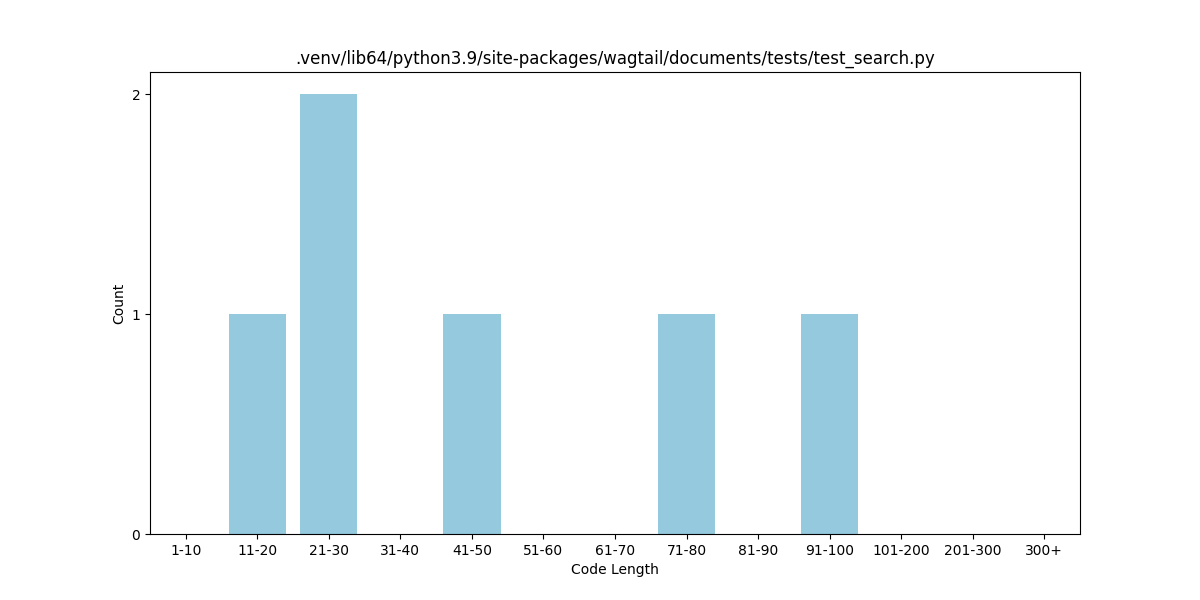 .venv/lib64/python3.9/site-packages/wagtail/documents/tests/test_search.py
2
1
0
Count
1-10 11-20 21-30 31-40 41-50 51-60 61-70 71-80 81-90 91-100 101-200 201-300 300+
Code Length